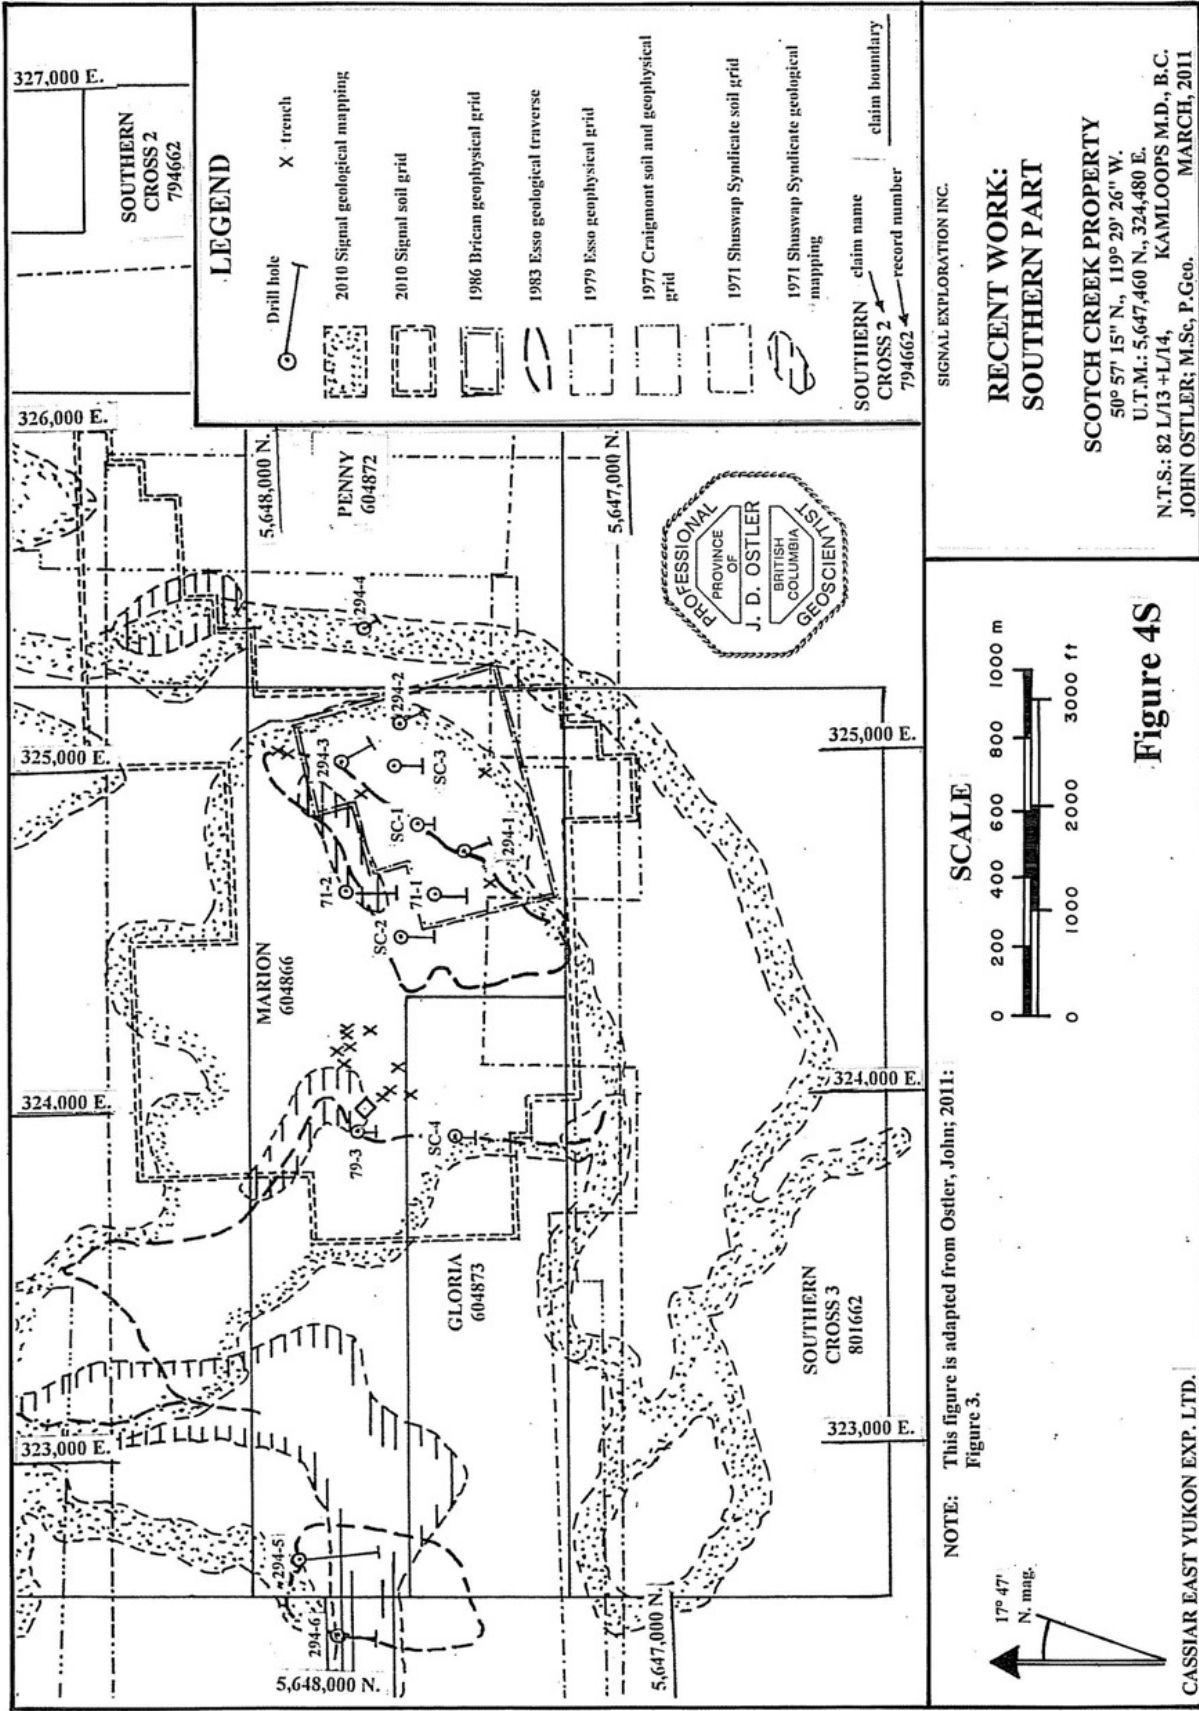 327,000 E.
SOUTHERN
CROSS 2
794662
326,000 E.
325,000 E.
324,000 E.
323,000 E.
5,648,000 N.
PENNY
604872
5,647,000 N.
MARION
604866
294-4
294-2
294-3
SC-3
SC-1
294-1
71-2
71-1
SC-2
79-3
SC-4
GLORIA
604873
294-5
294-6
5,648,000 N.
5,647,000 N.
SOUTHERN
CROSS 3
801662
325,000 E.
324,000 E.
323,000 E.
PROFESSIONAL
PROVINCE
OF
J. D. OSTLER
BRITISH
COLUMBIA
GEOSCIENTIST
LEGEND
Drill hole
X trench
2010 Signal geological mapping
2010 Signal soil grid
1986 Brican geophysical grid
1983 Esso geological traverse
1979 Esso geophysical grid
1977 Craigmont soil and geophysical
grid
1971 Shuswap Syndicate soil grid
1971 Shuswap Syndicate geological
mapping
SOUTHERN claim name
CROSS 2
794662 record number
claim boundary
SIGNAL EXPLORATION INC.
RECENT WORK:
SOUTHERN PART
SCOTCH CREEK PROPERTY
50° 57' 15" N., 119° 29' 26" W.
U.T.M.: 5,647,460 N., 324,480 E.
N.T.S.: 82 L/13 +L/14, KAMLOOPS M.D., B.C.
JOHN OSTLER; M.Sc, P.Geo. MARCH, 2011
NOTE: This figure is adapted from Ostler, John; 2011:
Figure 3.
SCALE
0 200 400 600 800 1000 m
0 1000 2000 3000 ft
Figure 4S
17° 47'
N. mag.
CASSIAR EAST YUKON EXP. LTD.